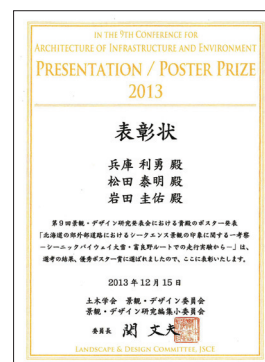 IN THE 9TH CONFERENCE FOR
ARCHITECTURE OF INFRASTRUCTURE AND ENVIRONMENT
PRESENTATION / POSTER PRIZE
2013
表彰状
兵庫 利勇 殿
松田 泰明 殿
岩田 圭佑 殿
第9回景観・デザイン研究発表会における貴殿のポスター発表
「北海道の郊外部道路におけるシークエンス景観の印象に関する一考察
－シーニックバイウェイ大雪・富良野ルートでの走行実験から－」は、
選考の結果、優秀ポスター賞に選ばれましたので、ここに表彰いたします。
2013年12月15日
土木学会 景観・デザイン委員会
景観・デザイン研究編集小委員会
委員長 関 文夫
LANDSCAPE & DESIGN COMMITTEE, JSCE